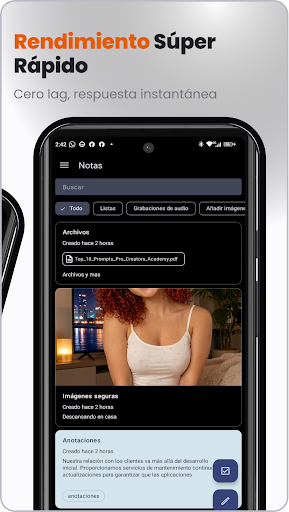 Rendimiento Súper
Rápido
Cero lag, respuesta instantánea
2:42
Notas
Buscar
Todo
Listas
Grabaciones de audio
Añadir imágene
Archivos
Creado hace 2 horas
Top_10_Prompts_Pro_Creators_Academy.pdf
Archivos y mas
Imágenes seguras
Creado hace 2 horas
Descansando en casa
Anotaciones
Creado hace 2 horas
Nuestra relación con los clientes va más allá del desarrollo
inicial. Proporcionamos servicios de mantenimiento continuo
actualizaciones para garantizar que las aplicaciones
anotaciones